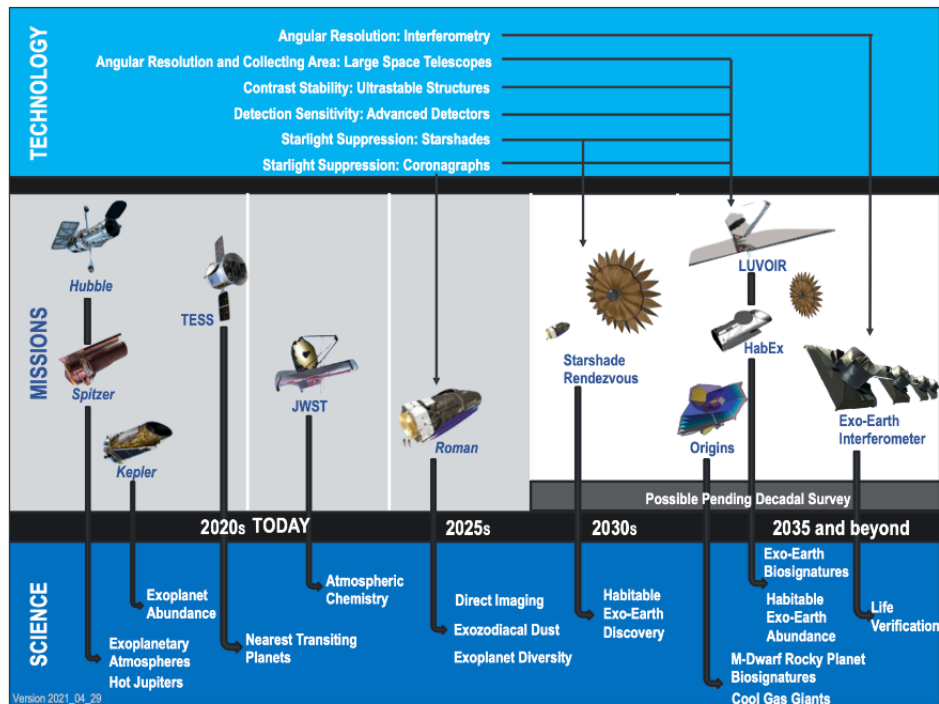 TECHNOLOGY
Angular Resolution: Interferometry
Angular Resolution and Collecting Area: Large Space Telescopes
Contrast Stability: Ultrastable Structures
Detection Sensitivity: Advanced Detectors
Starlight Suppression: Starshades
Starlight Suppression: Coronagraphs
MISSIONS
Hubble
Spitzer
Kepler
TESS
JWST
Roman
Starshade
Rendezvous
LUVOIR
HabEx
Origins
Exo-Earth
Interferometer
Possible Pending Decadal Survey
2020s TODAY
2025s
2030s
2035 and beyond
SCIENCE
Exoplanet
Abundance
Exoplanetary
Atmospheres
Hot Jupiters
Nearest Transiting
Planets
Atmospheric
Chemistry
Direct Imaging
Exozodiacal Dust
Exoplanet Diversity
Habitable
Exo-Earth
Discovery
Exo-Earth
Biosignatures
Habitable
Exo-Earth
Abundance
M-Dwarf Rocky Planet
Biosignatures
Cool Gas Giants
Life
Verification
Version 2021_04_29